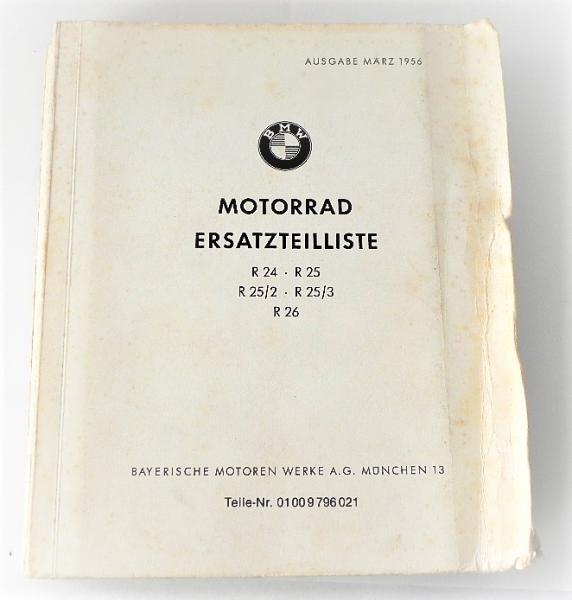 AUSGABE MÄRZ 1956
BMW
MOTORRAD
ERSATZTEILLISTE
R 24 · R 25
R 25/2 · R 25/3
R 26
BAYERISCHE MOTOREN WERKE A.G. MÜNCHEN 13
Teile-Nr. 01009796021